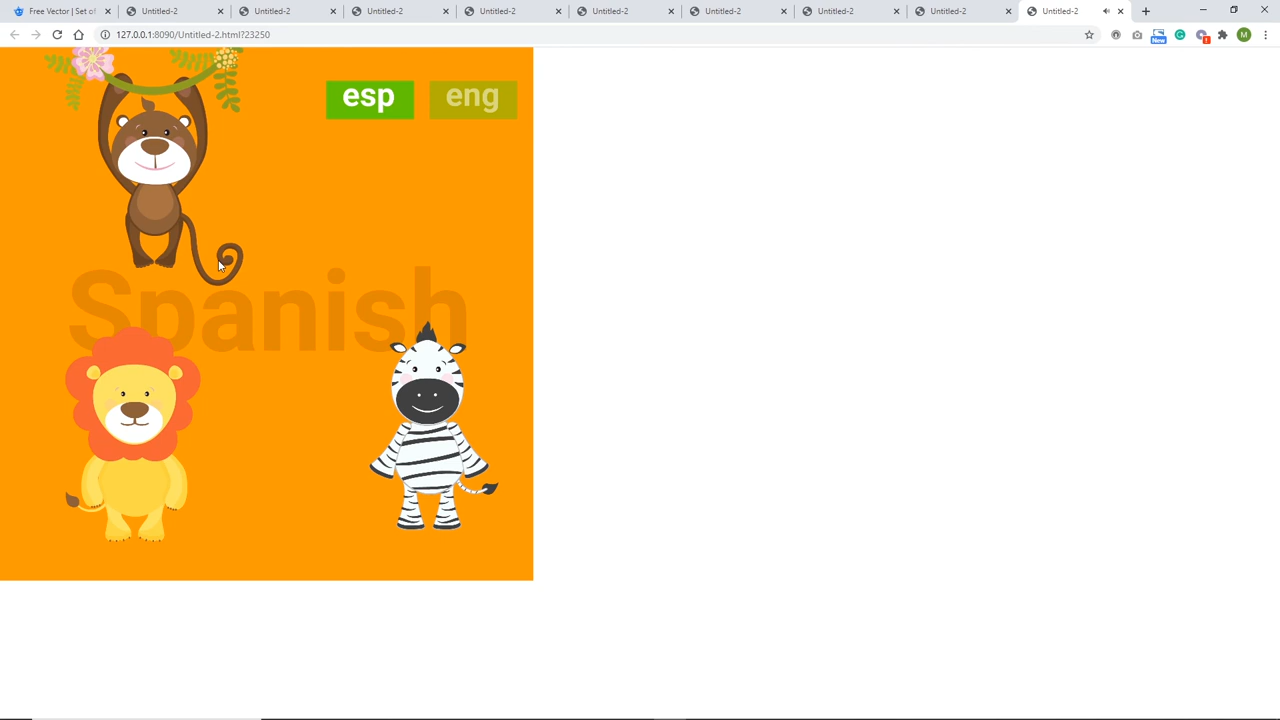 Free Vector | Set of
Untitled-2
Untitled-2
Untitled-2
Untitled-2
Untitled-2
Untitled-2
Untitled-2
Untitled-2
Untitled-2
127.0.0.1:8090/Untitled-2.html?23250
New
M
esp
eng
Spanish